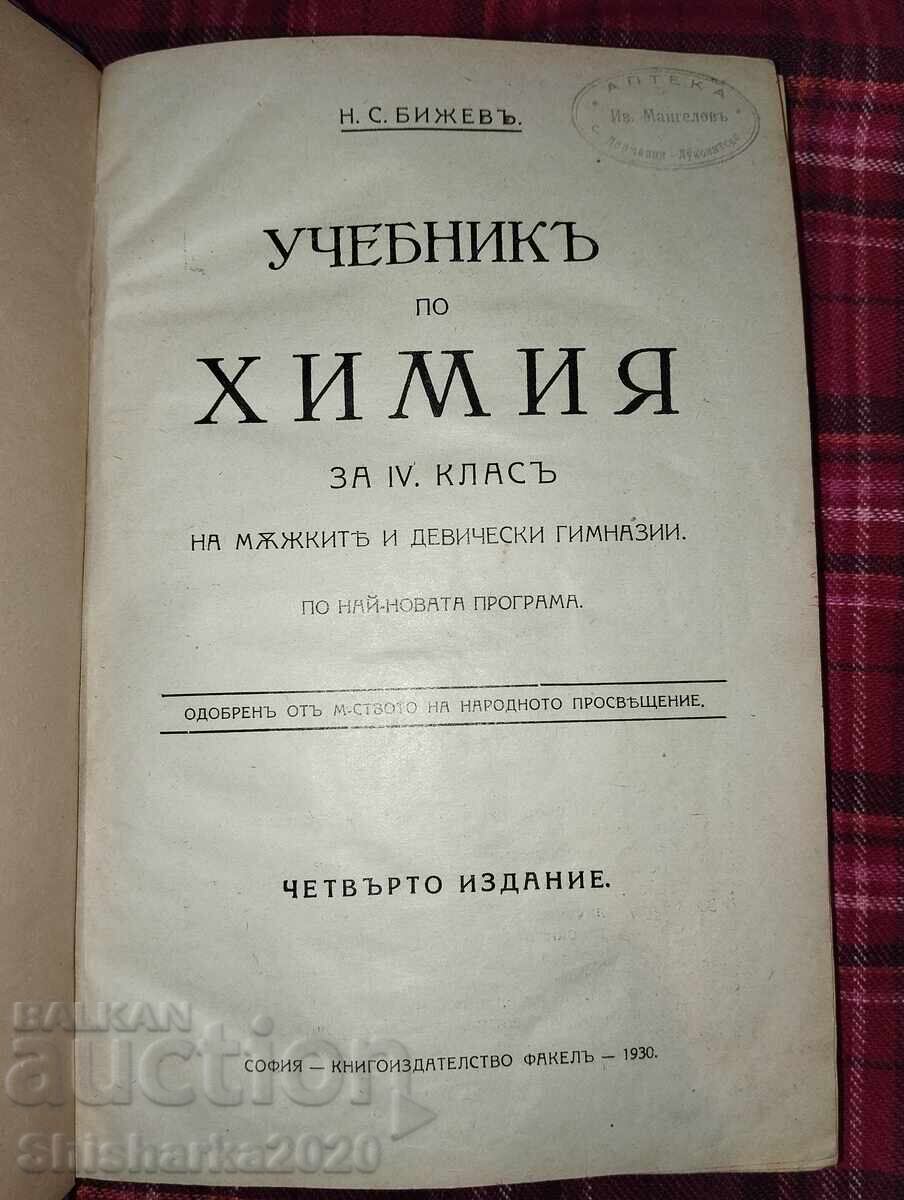 Н. С. БИЖЕВЪ.
АПТЕКА
Ив. Мангеловъ
УЧЕБНИКЪ
ПО
ХИМИЯ
ЗА IV. КЛАСЪ
НА МѪЖКИТѢ И ДЕВИЧЕСКИ ГИМНАЗИИ.
ПО НАЙ-НОВАТА ПРОГРАМА.
ОДОБРЕНЪ ОТЪ М-СТВОТО НА НАРОДНОТО ПРОСВѢЩЕНИЕ.
ЧЕТВЪРТО ИЗДАНИЕ.
СОФИЯ — КНИГОИЗДАТЕЛСТВО ФАКЕЛЪ — 1930.
BALKAN
auction
Shisharka2020